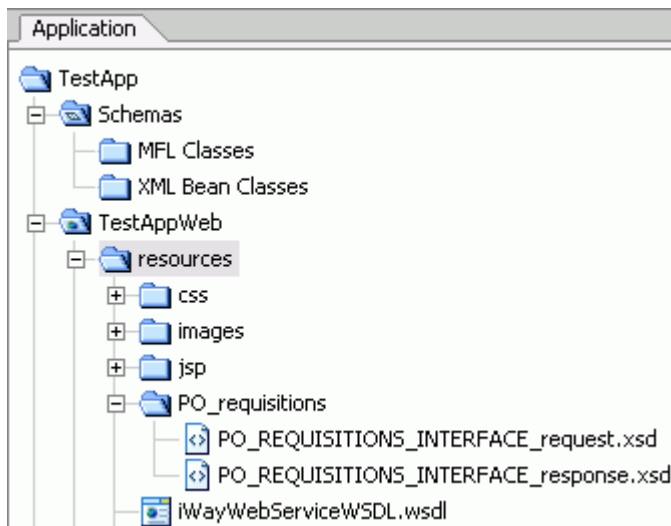 Application
TestApp
Schemas
MFL Classes
XML Bean Classes
TestAppWeb
resources
css
images
jsp
PO_requisitions
PO_REQUISITIONS_INTERFACE_request.xsd
PO_REQUISITIONS_INTERFACE_response.xsd
iWayWebServiceWSDL.wsdl